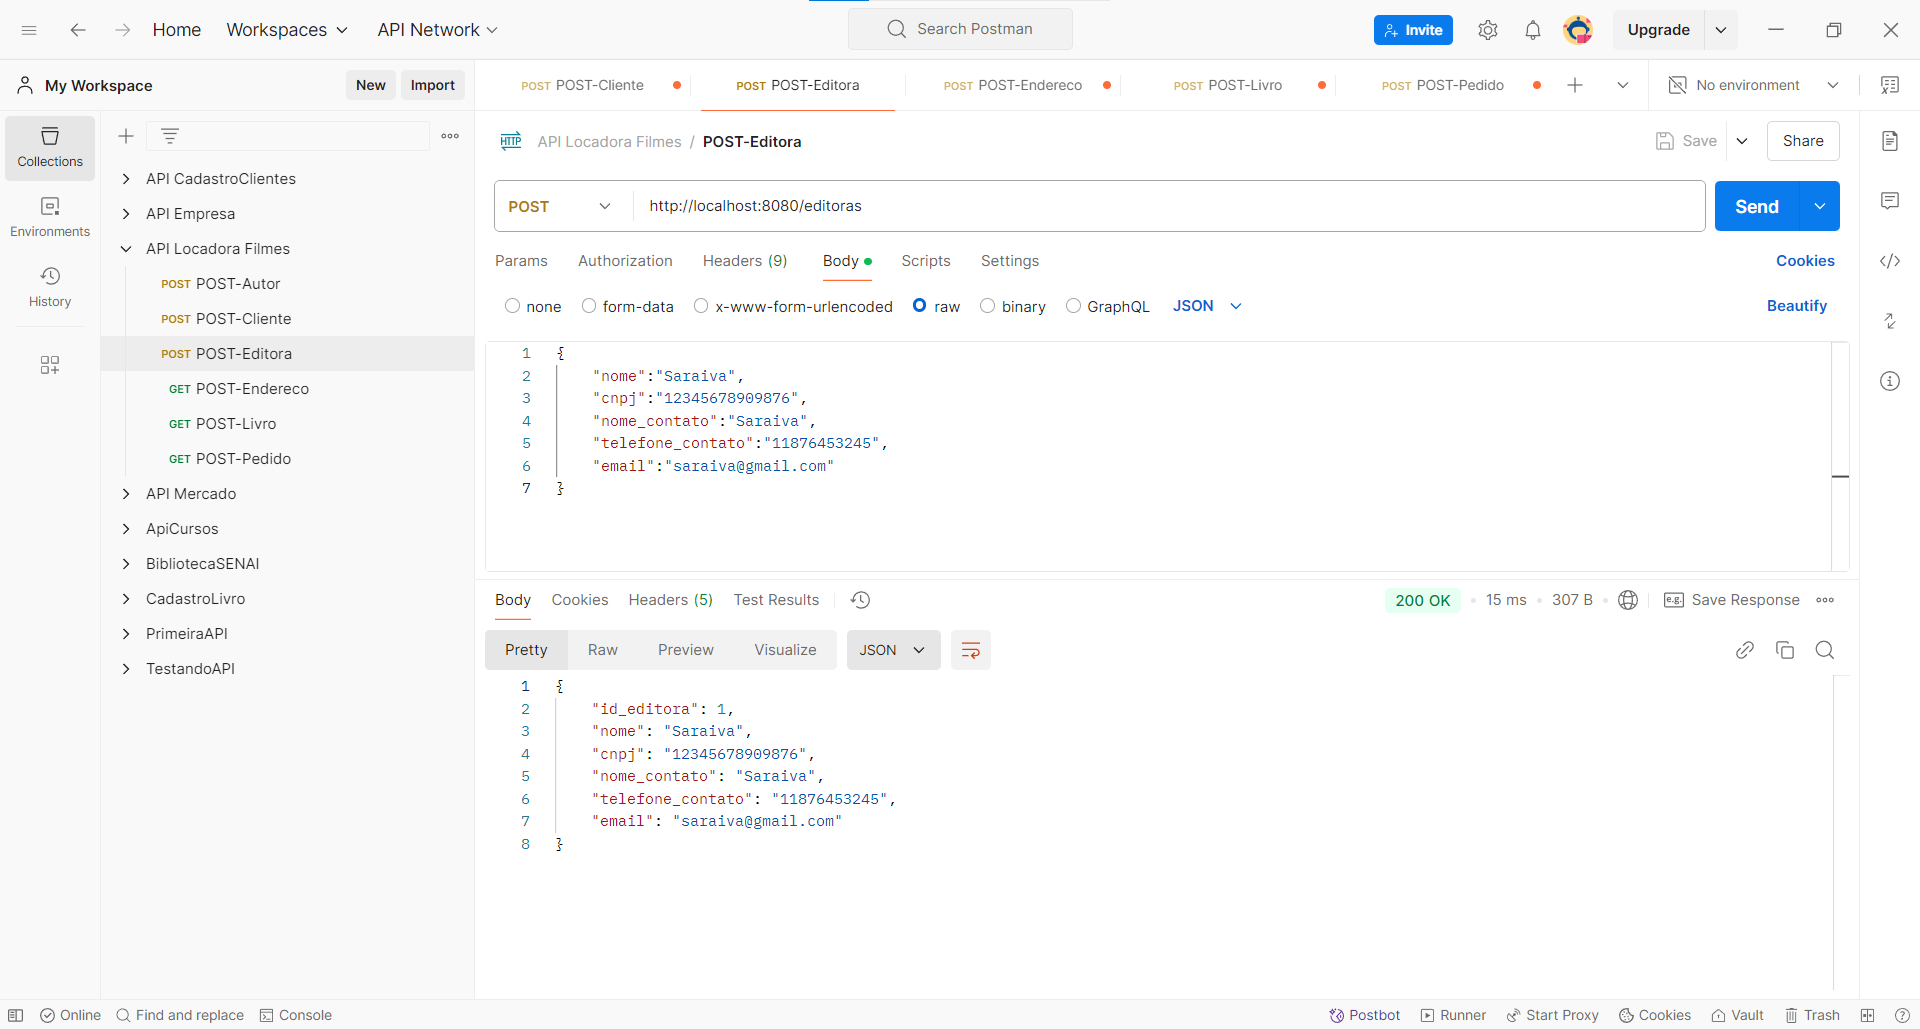 Home Workspaces API Network Search Postman Invite Upgrade
My Workspace New Import
POST POST-Cliente POST POST-Editora POST POST-Endereco POST POST-Livro POST POST-Pedido No environment
Collections
Environments
History
API CadastroClientes
API Empresa
API Locadora Filmes
POST POST-Autor
POST POST-Cliente
POST POST-Editora
GET POST-Endereco
GET POST-Livro
GET POST-Pedido
API Mercado
ApiCursos
BibliotecaSENAI
CadastroLivro
PrimeiraAPI
TestandoAPI
HTTP API Locadora Filmes / POST-Editora Save Share
POST http://localhost:8080/editoras Send
Params Authorization Headers (9) Body Scripts Settings Cookies
none form-data x-www-form-urlencoded raw binary GraphQL JSON Beautify
1 {
2 "nome":"Saraiva",
3 "cnpj":"12345678909876",
4 "nome_contato":"Saraiva",
5 "telefone_contato":"11876453245",
6 "email":"saraiva@gmail.com"
7 }
Body Cookies Headers (5) Test Results 200 OK 15 ms 307 B e.g. Save Response
Pretty Raw Preview Visualize JSON
1 {
2 "id_editora": 1,
3 "nome": "Saraiva",
4 "cnpj": "12345678909876",
5 "nome_contato": "Saraiva",
6 "telefone_contato": "11876453245",
7 "email": "saraiva@gmail.com"
8 }
Online Find and replace Console Postbot Runner Start Proxy Cookies Vault Trash